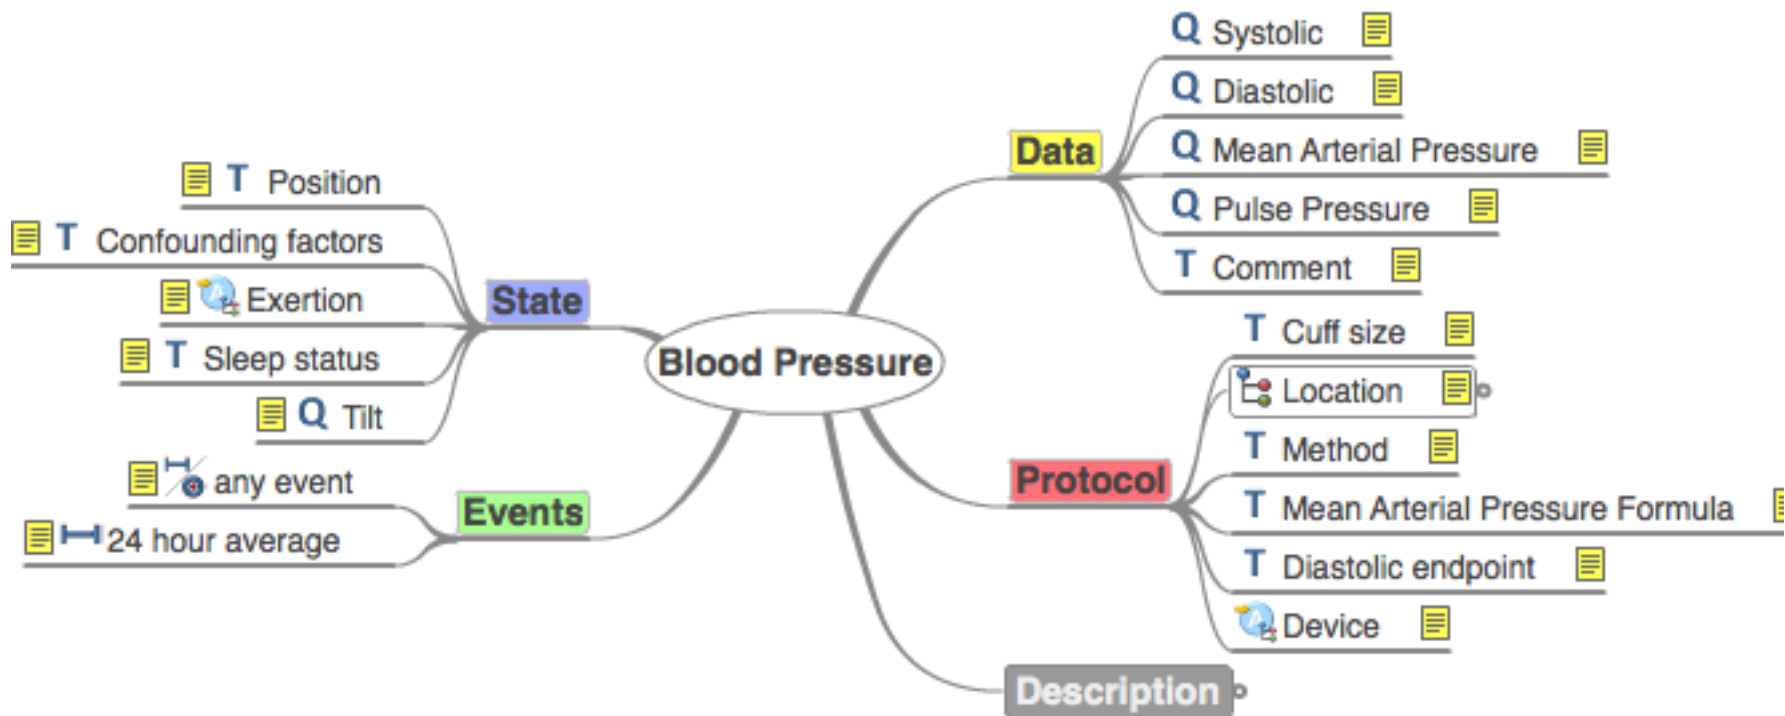 Q Systolic
Q Diastolic
Data
Q Mean Arterial Pressure
Q Pulse Pressure
T Comment
T Position
T Confounding factors
Exertion
State
T Sleep status
Q Tilt
Blood Pressure
any event
Events
24 hour average
T Cuff size
Location
T Method
Protocol
T Mean Arterial Pressure Formula
T Diastolic endpoint
Device
Description